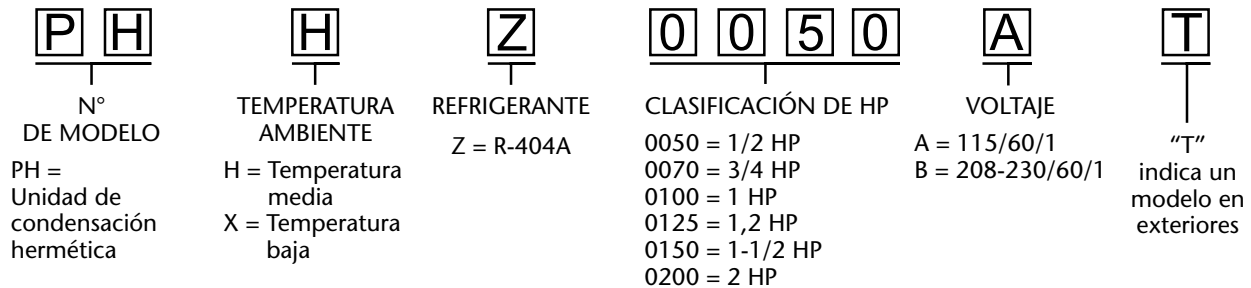 P H H Z 0 0 5 0 A T
N°
DE MODELO
PH =
Unidad de
condensación
hermética
TEMPERATURA
AMBIENTE
H = Temperatura
media
X = Temperatura
baja
REFRIGERANTE
Z = R-404A
CLASIFICACIÓN DE HP
0050 = 1/2 HP
0070 = 3/4 HP
0100 = 1 HP
0125 = 1,2 HP
0150 = 1-1/2 HP
0200 = 2 HP
VOLTAJE
A = 115/60/1
B = 208-230/60/1
“T”
indica un
modelo en
exteriores